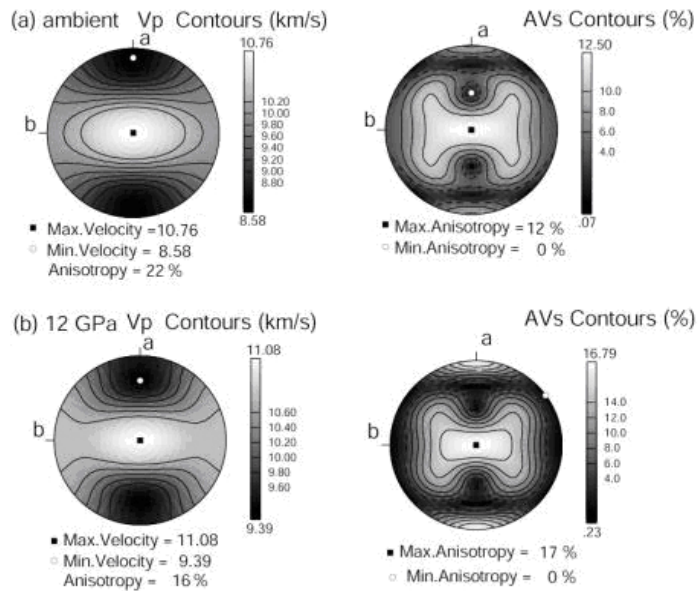 (a) ambient Vp Contours (km/s)
a
b
10.76
10.20
10.00
9.80
9.60
9.40
9.20
9.00
8.80
8.58
Max.Velocity =10.76
Min.Velocity = 8.58
Anisotropy = 22 %
AVs Contours (%)
a
b
12.50
10.0
8.0
6.0
4.0
.07
Max.Anisotropy = 12 %
Min.Anisotropy = 0 %
(b) 12 GPa Vp Contours (km/s)
a
b
11.08
10.60
10.40
10.20
10.00
9.80
9.60
9.39
Max.Velocity = 11.08
Min.Velocity = 9.39
Anisotropy = 16 %
AVs Contours (%)
a
b
16.79
14.0
12.0
10.0
8.0
6.0
4.0
.23
Max.Anisotropy = 17 %
Min.Anisotropy = 0 %